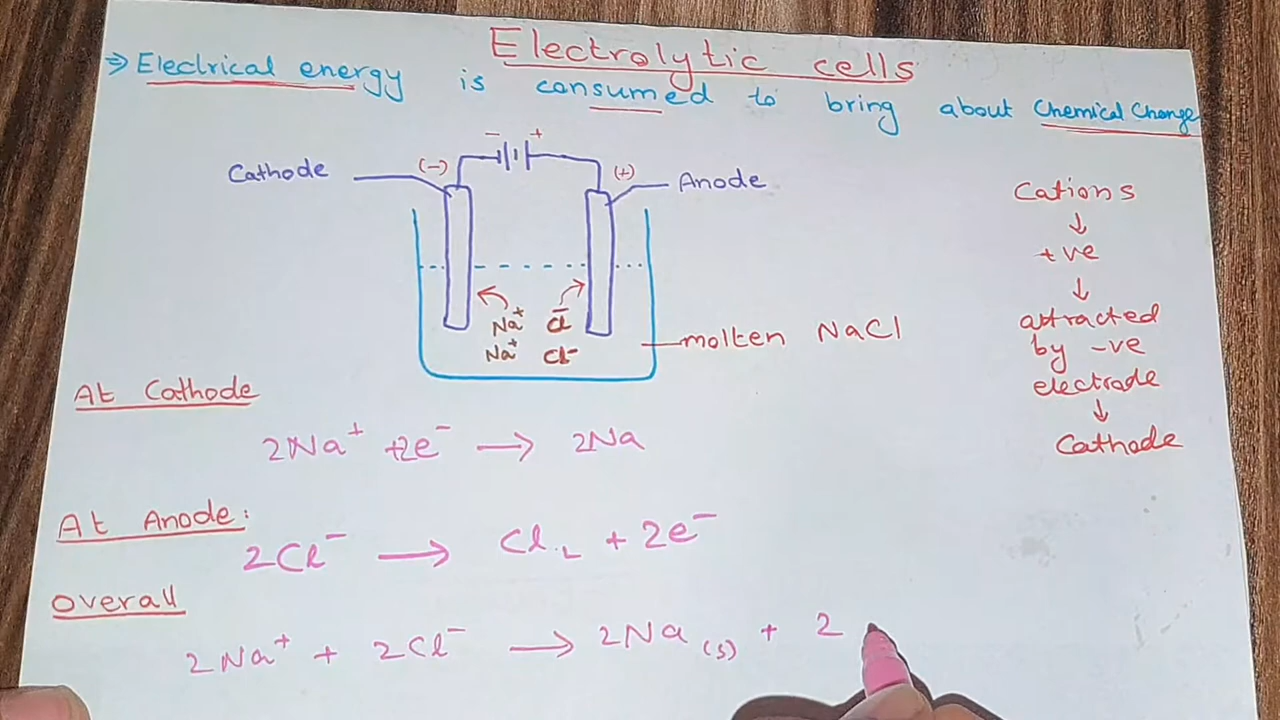 Electrolytic cells
⇒ Electrical energy is consumed to bring about Chemical Change
- +
Cathode (-) (+) Anode
Na⁺ Cl⁻
Na⁺ Cl⁻
molten NaCl
Cations
↓
+ve
↓
attracted
by -ve
electrode
↓
Cathode
At Cathode
2Na⁺ +2e⁻ → 2Na
At Anode:
2Cl⁻ → Cl₂ + 2e⁻
Overall
2Na⁺ + 2Cl⁻ → 2Na (s) + 2